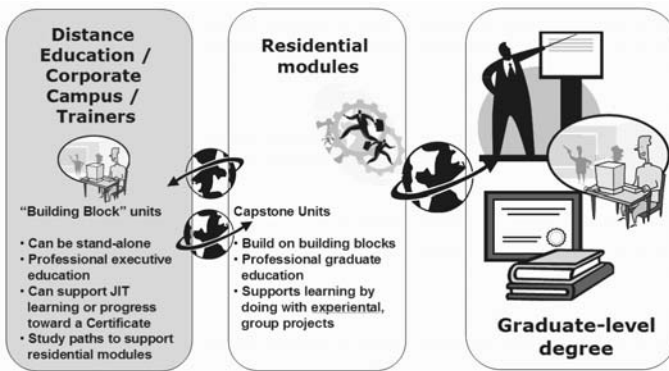 Distance
Education /
Corporate
Campus /
Trainers
“Building Block” units
• Can be stand-alone
• Professional executive
education
• Can support JIT
learning or progress
toward a Certificate
• Study paths to support
residential modules
Residential
modules
Capstone Units
• Build on building blocks
• Professional graduate
education
• Supports learning by
doing with experiental,
group projects
Graduate-level
degree